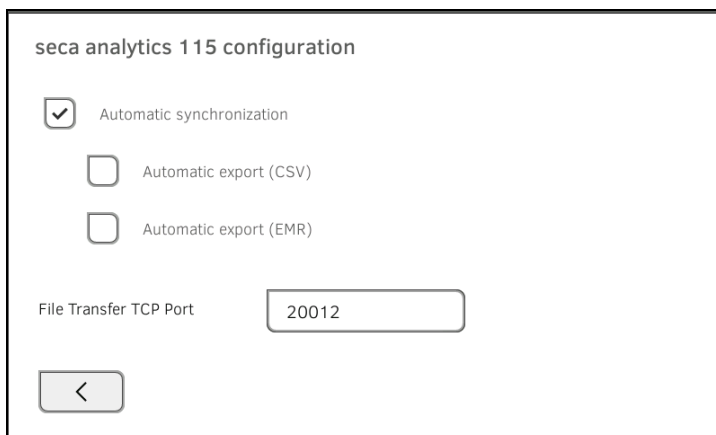 seca analytics 115 configuration
Automatic synchronization
Automatic export (CSV)
Automatic export (EMR)
File Transfer TCP Port 20012